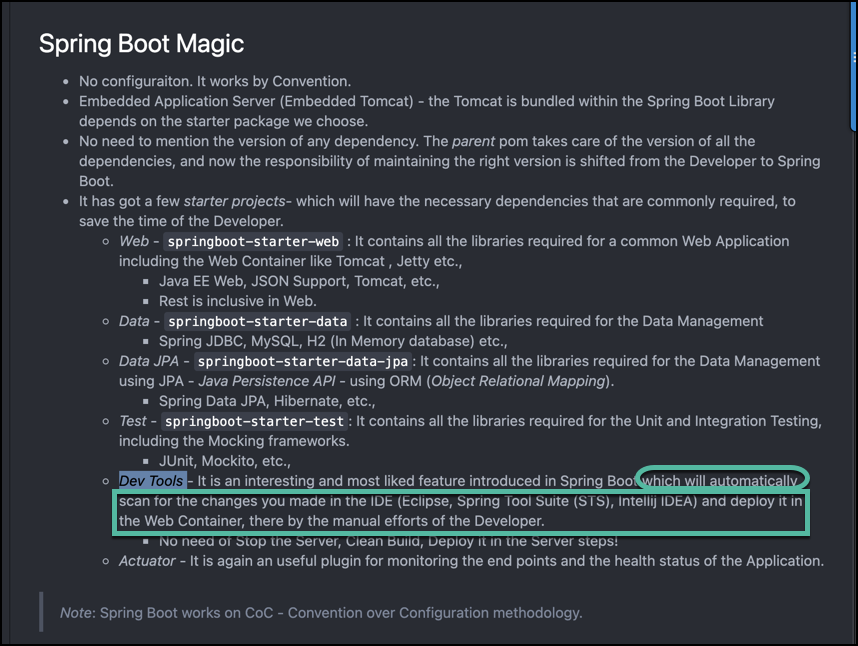 Spring Boot Magic
No configuraiton. It works by Convention.
Embedded Application Server (Embedded Tomcat) - the Tomcat is bundled within the Spring Boot Library
depends on the starter package we choose.
No need to mention the version of any dependency. The parent pom takes care of the version of all the
dependencies, and now the responsibility of maintaining the right version is shifted from the Developer to Spring
Boot.
It has got a few starter projects- which will have the necessary dependencies that are commonly required, to
save the time of the Developer.
Web - springboot-starter-web : It contains all the libraries required for a common Web Application
including the Web Container like Tomcat , Jetty etc.,
Java EE Web, JSON Support, Tomcat, etc.,
Rest is inclusive in Web.
Data - springboot-starter-data : It contains all the libraries required for the Data Management
Spring JDBC, MySQL, H2 (In Memory database) etc.,
Data JPA - springboot-starter-data-jpa : It contains all the libraries required for the Data Management
using JPA - Java Persistence API - using ORM (Object Relational Mapping).
Spring Data JPA, Hibernate, etc.,
Test - springboot-starter-test : It contains all the libraries required for the Unit and Integration Testing,
including the Mocking frameworks.
JUnit, Mockito, etc.,
Dev Tools - It is an interesting and most liked feature introduced in Spring Boot which will automatically
scan for the changes you made in the IDE (Eclipse, Spring Tool Suite (STS), Intellij IDEA) and deploy it in
the Web Container, there by the manual efforts of the Developer.
No need of Stop the Server, Clean Build, Deploy it in the Server steps!
Actuator - It is again an useful plugin for monitoring the end points and the health status of the Application.
Note: Spring Boot works on CoC - Convention over Configuration methodology.